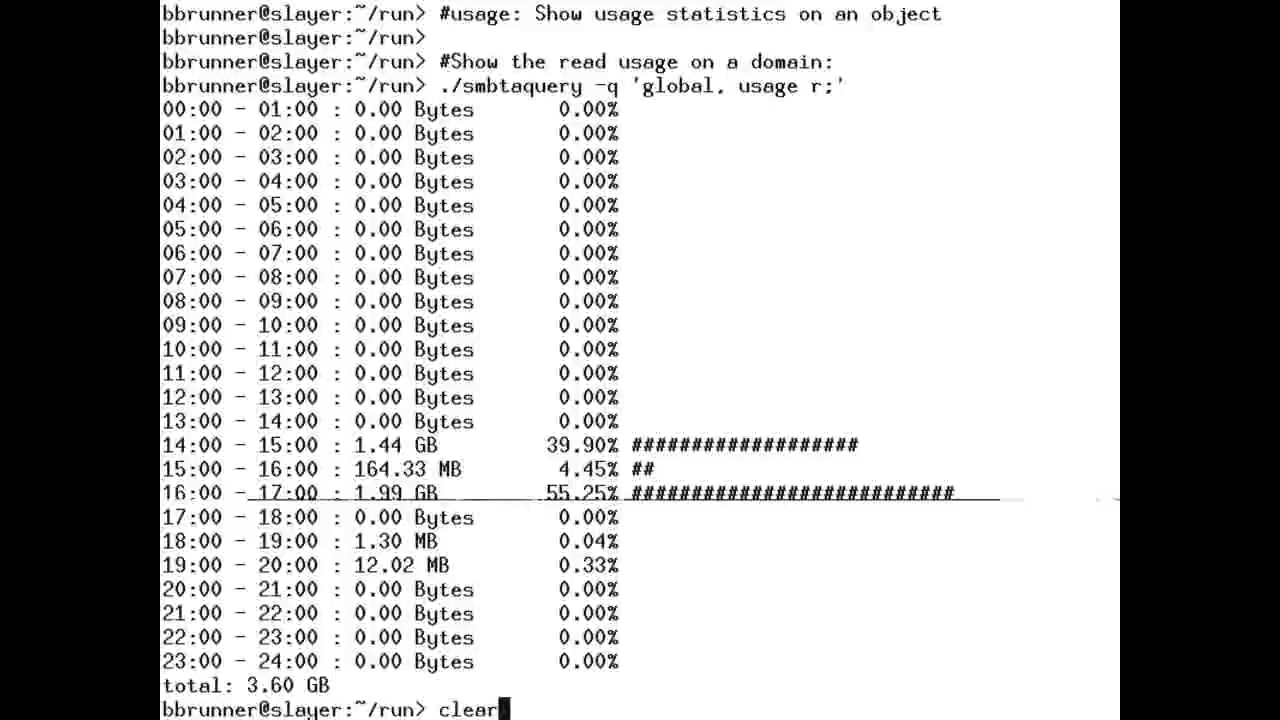 bbrunner@slayer:~/run> #usage: Show usage statistics on an object
bbrunner@slayer:~/run>
bbrunner@slayer:~/run> #Show the read usage on a domain:
bbrunner@slayer:~/run> ./smbtaquery -q 'global, usage r;'
00:00 - 01:00 : 0.00 Bytes 0.00%
01:00 - 02:00 : 0.00 Bytes 0.00%
02:00 - 03:00 : 0.00 Bytes 0.00%
03:00 - 04:00 : 0.00 Bytes 0.00%
04:00 - 05:00 : 0.00 Bytes 0.00%
05:00 - 06:00 : 0.00 Bytes 0.00%
06:00 - 07:00 : 0.00 Bytes 0.00%
07:00 - 08:00 : 0.00 Bytes 0.00%
08:00 - 09:00 : 0.00 Bytes 0.00%
09:00 - 10:00 : 0.00 Bytes 0.00%
10:00 - 11:00 : 0.00 Bytes 0.00%
11:00 - 12:00 : 0.00 Bytes 0.00%
12:00 - 13:00 : 0.00 Bytes 0.00%
13:00 - 14:00 : 0.00 Bytes 0.00%
14:00 - 15:00 : 1.44 GB 39.90% ###################
15:00 - 16:00 : 164.33 MB 4.45% ##
16:00 - 17:00 : 1.99 GB 55.25% ###########################
17:00 - 18:00 : 0.00 Bytes 0.00%
18:00 - 19:00 : 1.30 MB 0.04%
19:00 - 20:00 : 12.02 MB 0.33%
20:00 - 21:00 : 0.00 Bytes 0.00%
21:00 - 22:00 : 0.00 Bytes 0.00%
22:00 - 23:00 : 0.00 Bytes 0.00%
23:00 - 24:00 : 0.00 Bytes 0.00%
total: 3.60 GB
bbrunner@slayer:~/run> clear